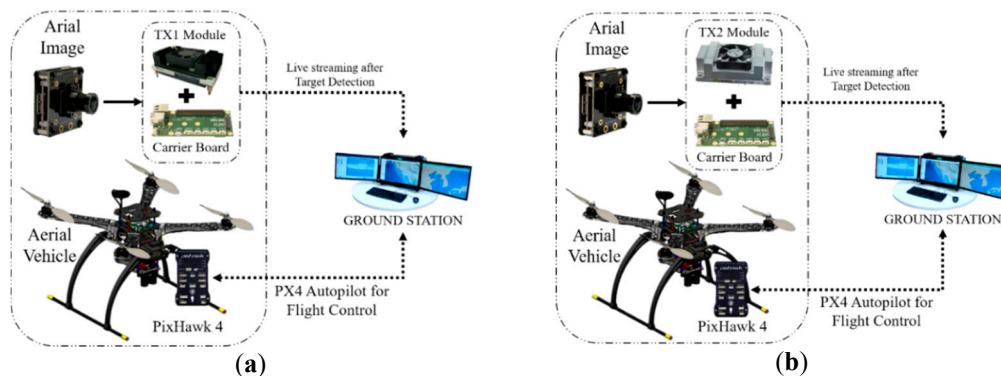 Arial
Image
TX1 Module
Carrier Board
Live streaming after
Target Detection
GROUND STATION
Aerial
Vehicle
PX4 Autopilot for
Flight Control
PixHawk 4
(a)
Arial
Image
TX2 Module
Carrier Board
Live streaming after
Target Detection
GROUND STATION
Aerial
Vehicle
PX4 Autopilot for
Flight Control
PixHawk 4
(b)